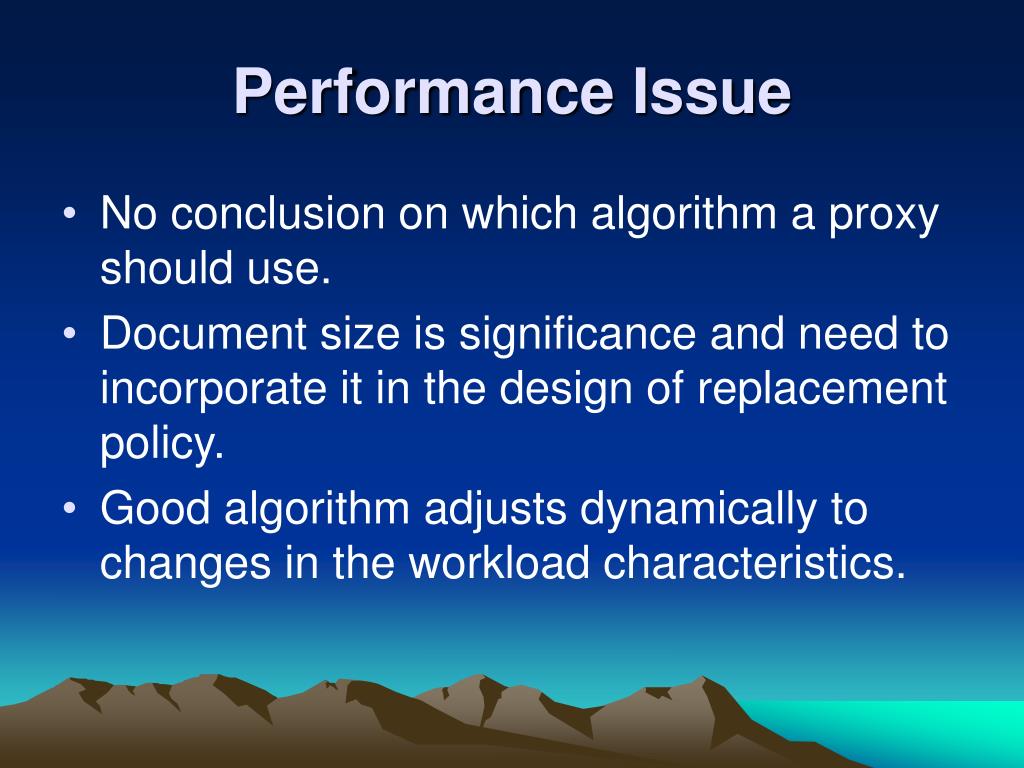 Performance Issue
• No conclusion on which algorithm a proxy
should use.
• Document size is significance and need to
incorporate it in the design of replacement
policy.
• Good algorithm adjusts dynamically to
changes in the workload characteristics.